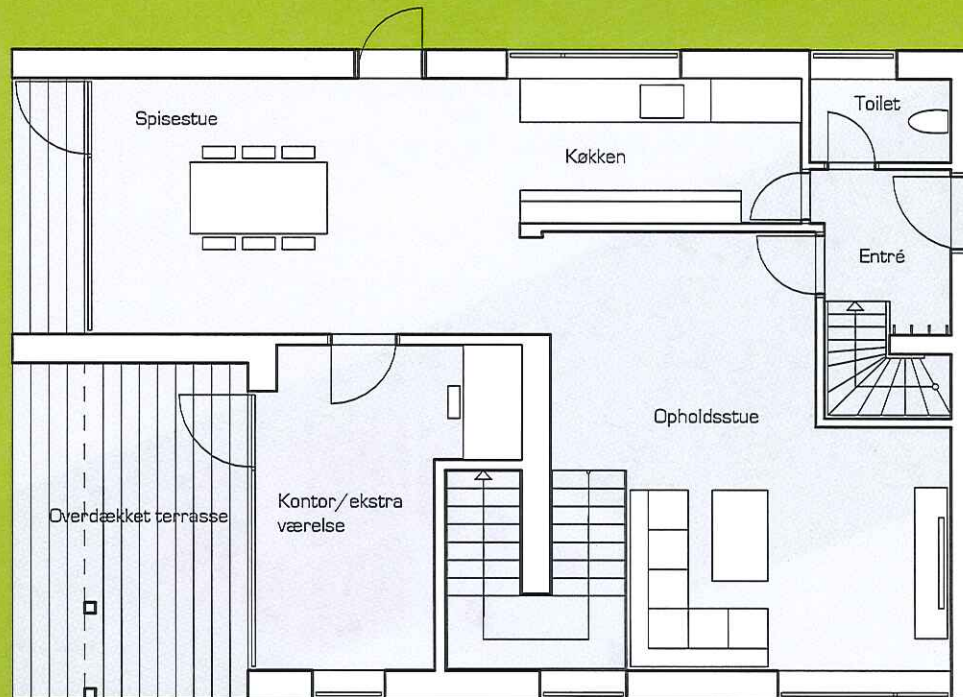 Spisestue
Toilet
Køkken
Entré
Opholdsstue
Overdækket terrasse
Kontor/ekstra
værelse